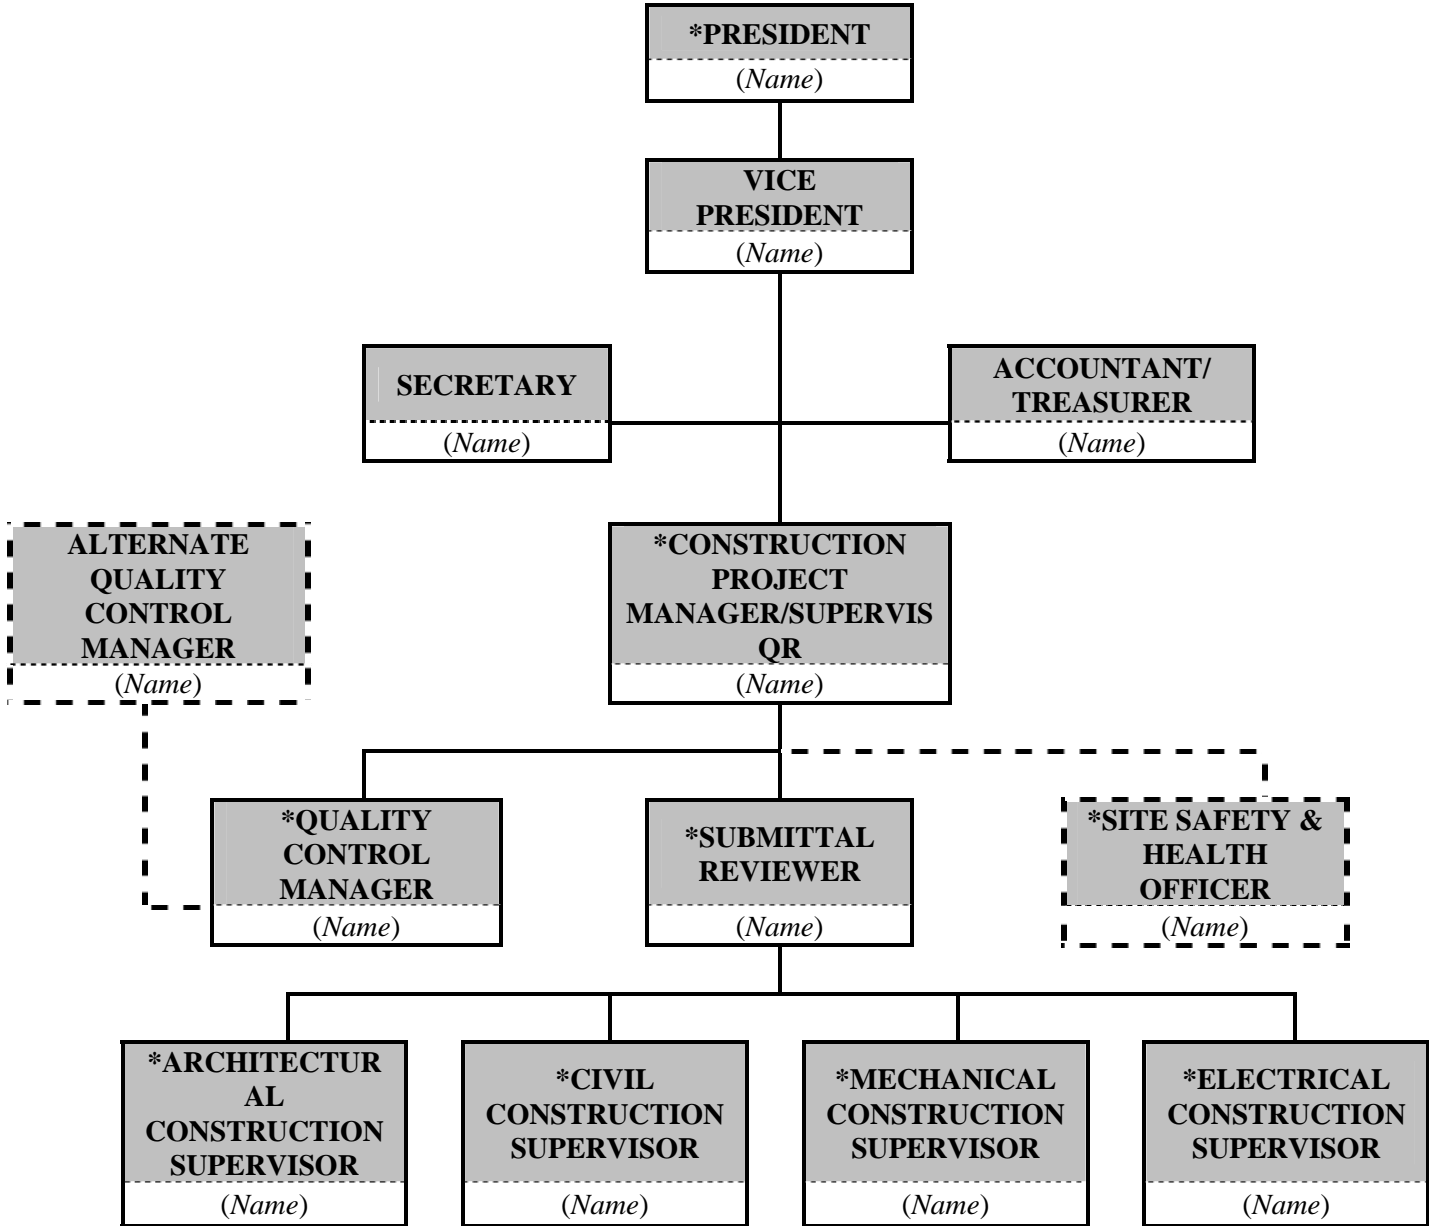 *PRESIDENT
(Name)
VICE
PRESIDENT
(Name)
SECRETARY
(Name)
ACCOUNTANT/
TREASURER
(Name)
ALTERNATE
QUALITY
CONTROL
MANAGER
(Name)
*CONSTRUCTION
PROJECT
MANAGER/SUPERVIS
QR
(Name)
*QUALITY
CONTROL
MANAGER
(Name)
*SUBMITTAL
REVIEWER
(Name)
*SITE SAFETY &
HEALTH
OFFICER
(Name)
*ARCHITECTUR
AL
CONSTRUCTION
SUPERVISOR
(Name)
*CIVIL
CONSTRUCTION
SUPERVISOR
(Name)
*MECHANICAL
CONSTRUCTION
SUPERVISOR
(Name)
*ELECTRICAL
CONSTRUCTION
SUPERVISOR
(Name)